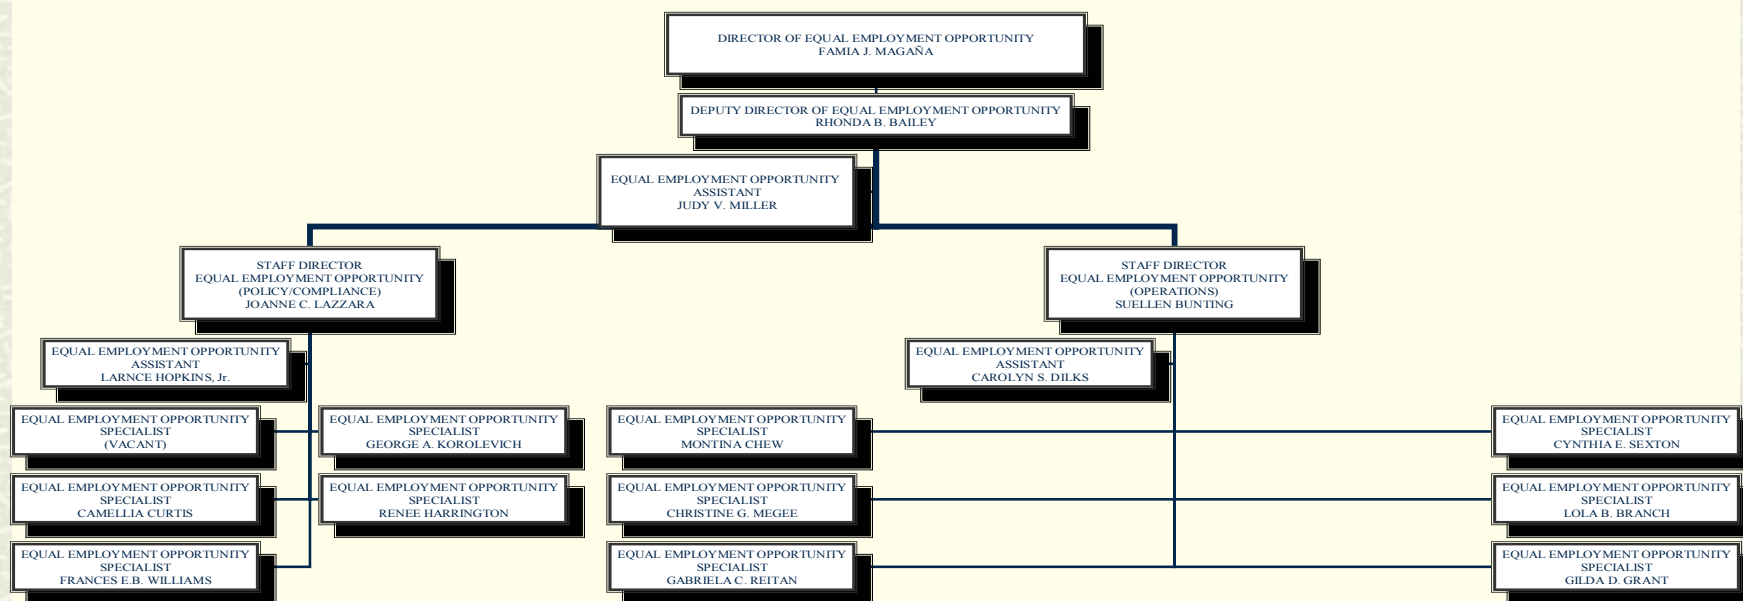 DIRECTOR OF EQUAL EMPLOYMENT OPPORTUNITY
FAMIA J. MAGAÑA
DEPUTY DIRECTOR OF EQUAL EMPLOYMENT OPPORTUNITY
RHONDA B. BAILEY
EQUAL EMPLOYMENT OPPORTUNITY
ASSISTANT
JUDY V. MILLER
STAFF DIRECTOR
EQUAL EMPLOYMENT OPPORTUNITY
(POLICY/COMPLIANCE)
JOANNE C. LAZZARA
STAFF DIRECTOR
EQUAL EMPLOYMENT OPPORTUNITY
(OPERATIONS)
SUELLEN BUNTING
EQUAL EMPLOYMENT OPPORTUNITY
ASSISTANT
LARNCE HOPKINS, Jr.
EQUAL EMPLOYMENT OPPORTUNITY
ASSISTANT
CAROLYN S. DILKS
EQUAL EMPLOYMENT OPPORTUNITY
SPECIALIST
(VACANT)
EQUAL EMPLOYMENT OPPORTUNITY
SPECIALIST
GEORGE A. KOROLEVICH
EQUAL EMPLOYMENT OPPORTUNITY
SPECIALIST
MONTINA CHEW
EQUAL EMPLOYMENT OPPORTUNITY
SPECIALIST
CYNTHIA E. SEXTON
EQUAL EMPLOYMENT OPPORTUNITY
SPECIALIST
CAMELLIA CURTIS
EQUAL EMPLOYMENT OPPORTUNITY
SPECIALIST
RENEE HARRINGTON
EQUAL EMPLOYMENT OPPORTUNITY
SPECIALIST
CHRISTINE G. MEGEE
EQUAL EMPLOYMENT OPPORTUNITY
SPECIALIST
LOLA B. BRANCH
EQUAL EMPLOYMENT OPPORTUNITY
SPECIALIST
FRANCES E.B. WILLIAMS
EQUAL EMPLOYMENT OPPORTUNITY
SPECIALIST
GABRIELA C. REITAN
EQUAL EMPLOYMENT OPPORTUNITY
SPECIALIST
GILDA D. GRANT